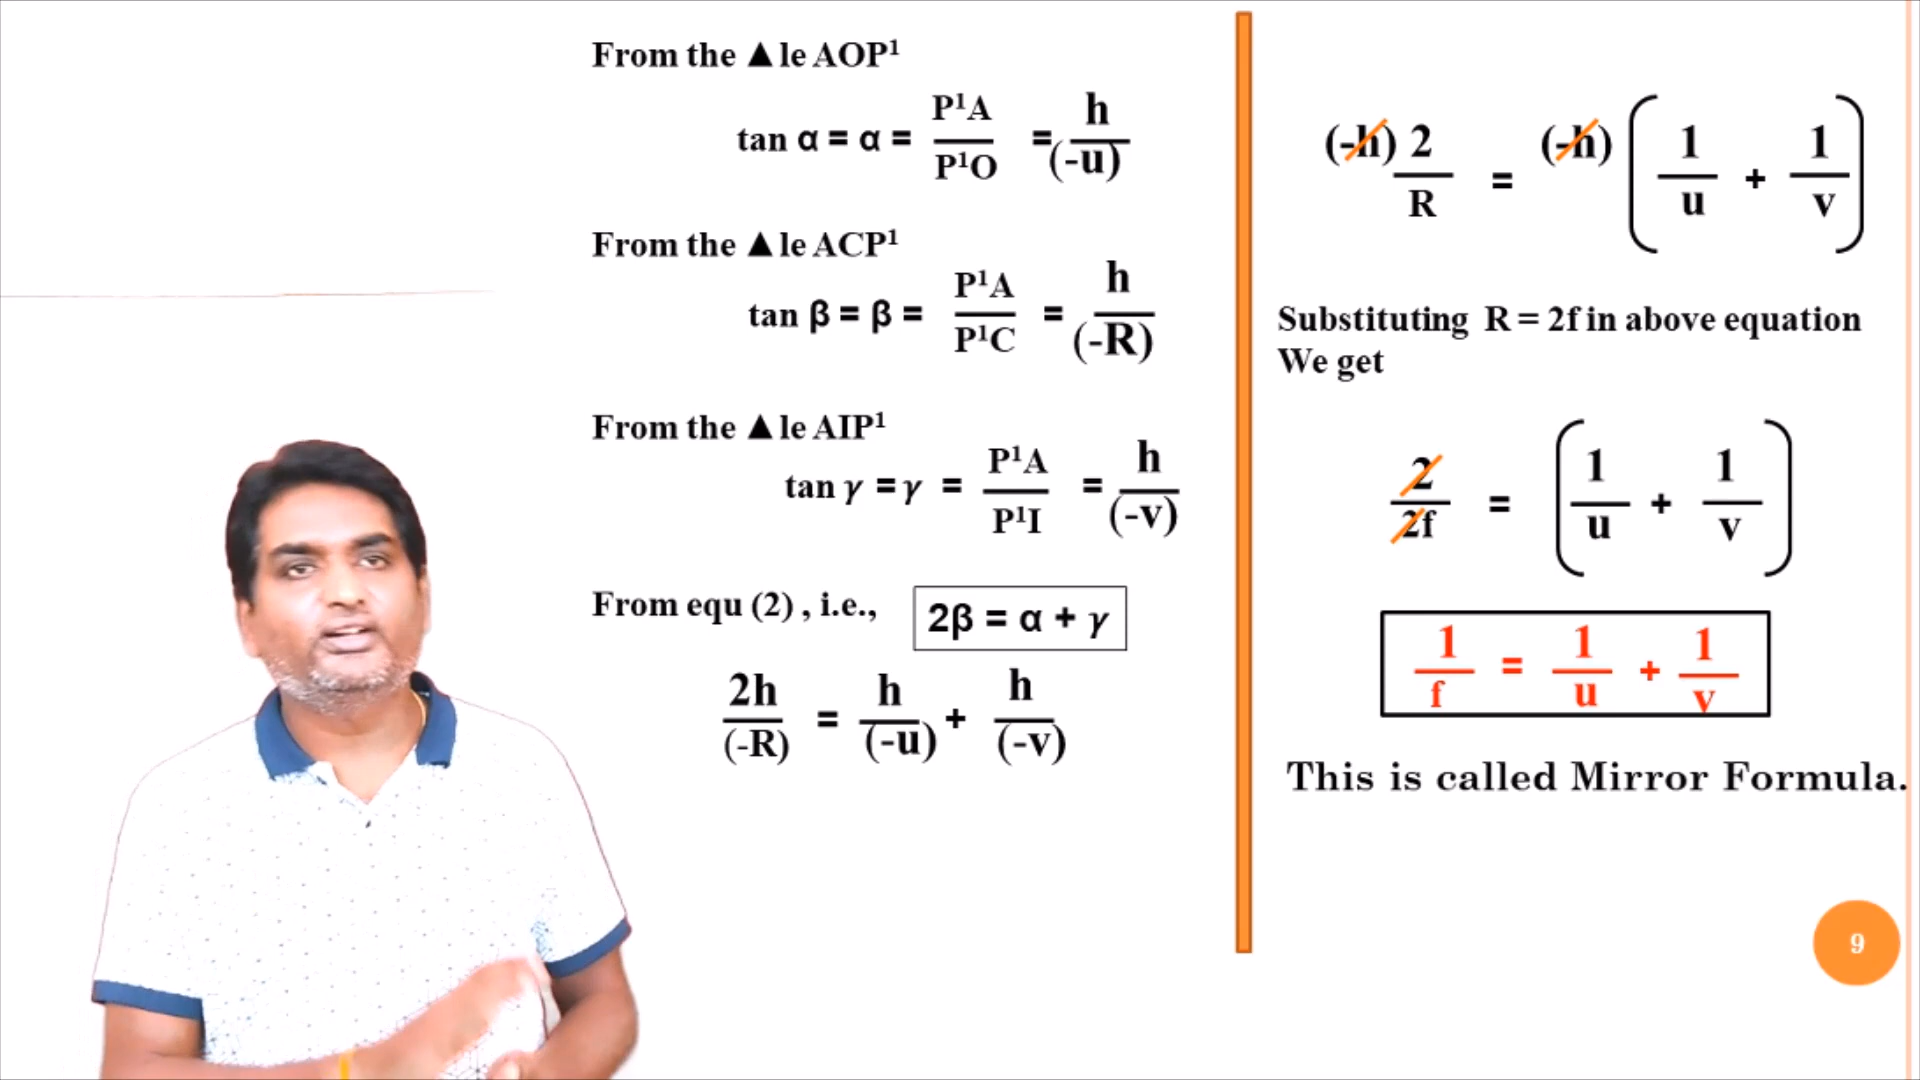 From the ▲le AOP¹
tan α = α = P¹A / P¹O = h / (-u)
From the ▲le ACP¹
tan β = β = P¹A / P¹C = h / (-R)
From the ▲le AIP¹
tan γ = γ = P¹A / P¹I = h / (-v)
From equ (2) , i.e., 2β = α + γ
2h / (-R) = h / (-u) + h / (-v)
(-h) 2 / R = (-h) ( 1 / u + 1 / v )
Substituting R = 2f in above equation
We get
2 / 2f = ( 1 / u + 1 / v )
1 / f = 1 / u + 1 / v
This is called Mirror Formula.
9